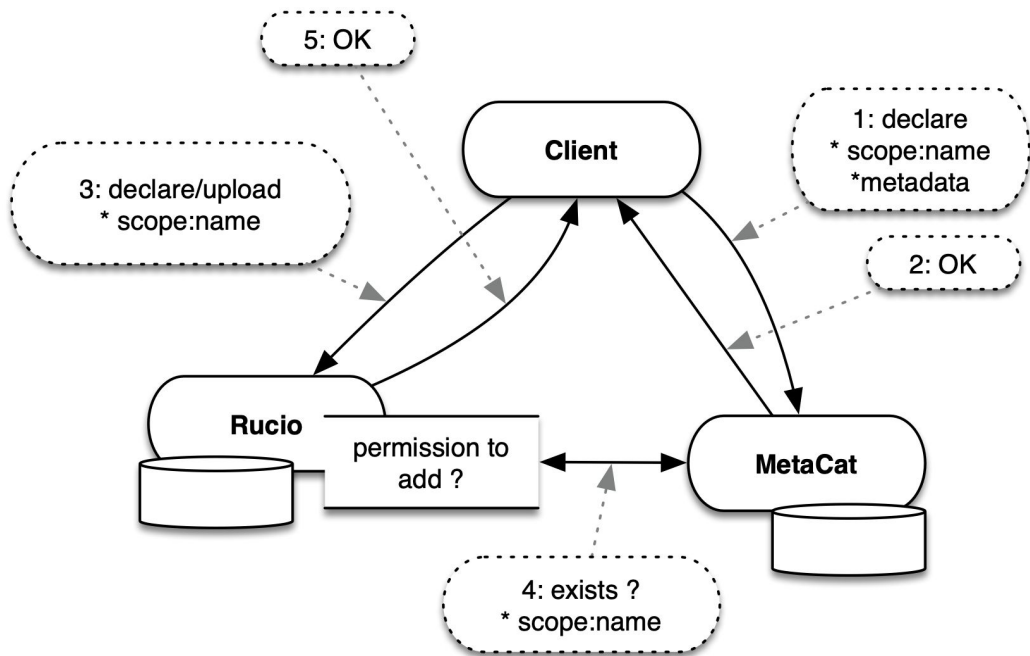 5: OK
Client
1: declare
* scope:name
*metadata
3: declare/upload
* scope:name
2: OK
Rucio
permission to
add ?
MetaCat
4: exists ?
* scope:name